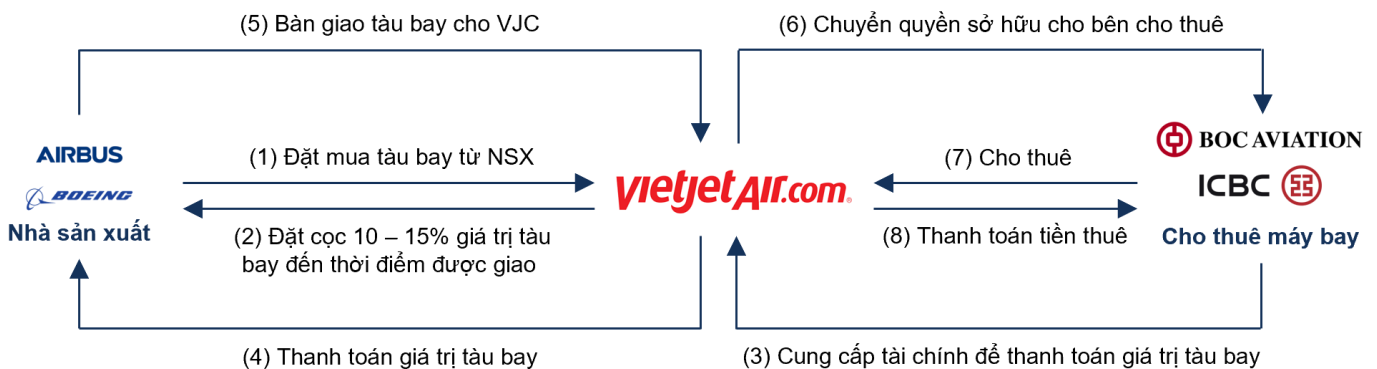 (5) Bàn giao tàu bay cho VJC
(6) Chuyển quyền sở hữu cho bên cho thuê
AIRBUS
BOEING
Nhà sản xuất
(1) Đặt mua tàu bay từ NSX
(2) Đặt cọc 10 – 15% giá trị tàu
bay đến thời điểm được giao
vietjetAir.com
(7) Cho thuê
(8) Thanh toán tiền thuê
BOC AVIATION
ICBC
Cho thuê máy bay
(4) Thanh toán giá trị tàu bay
(3) Cung cấp tài chính để thanh toán giá trị tàu bay